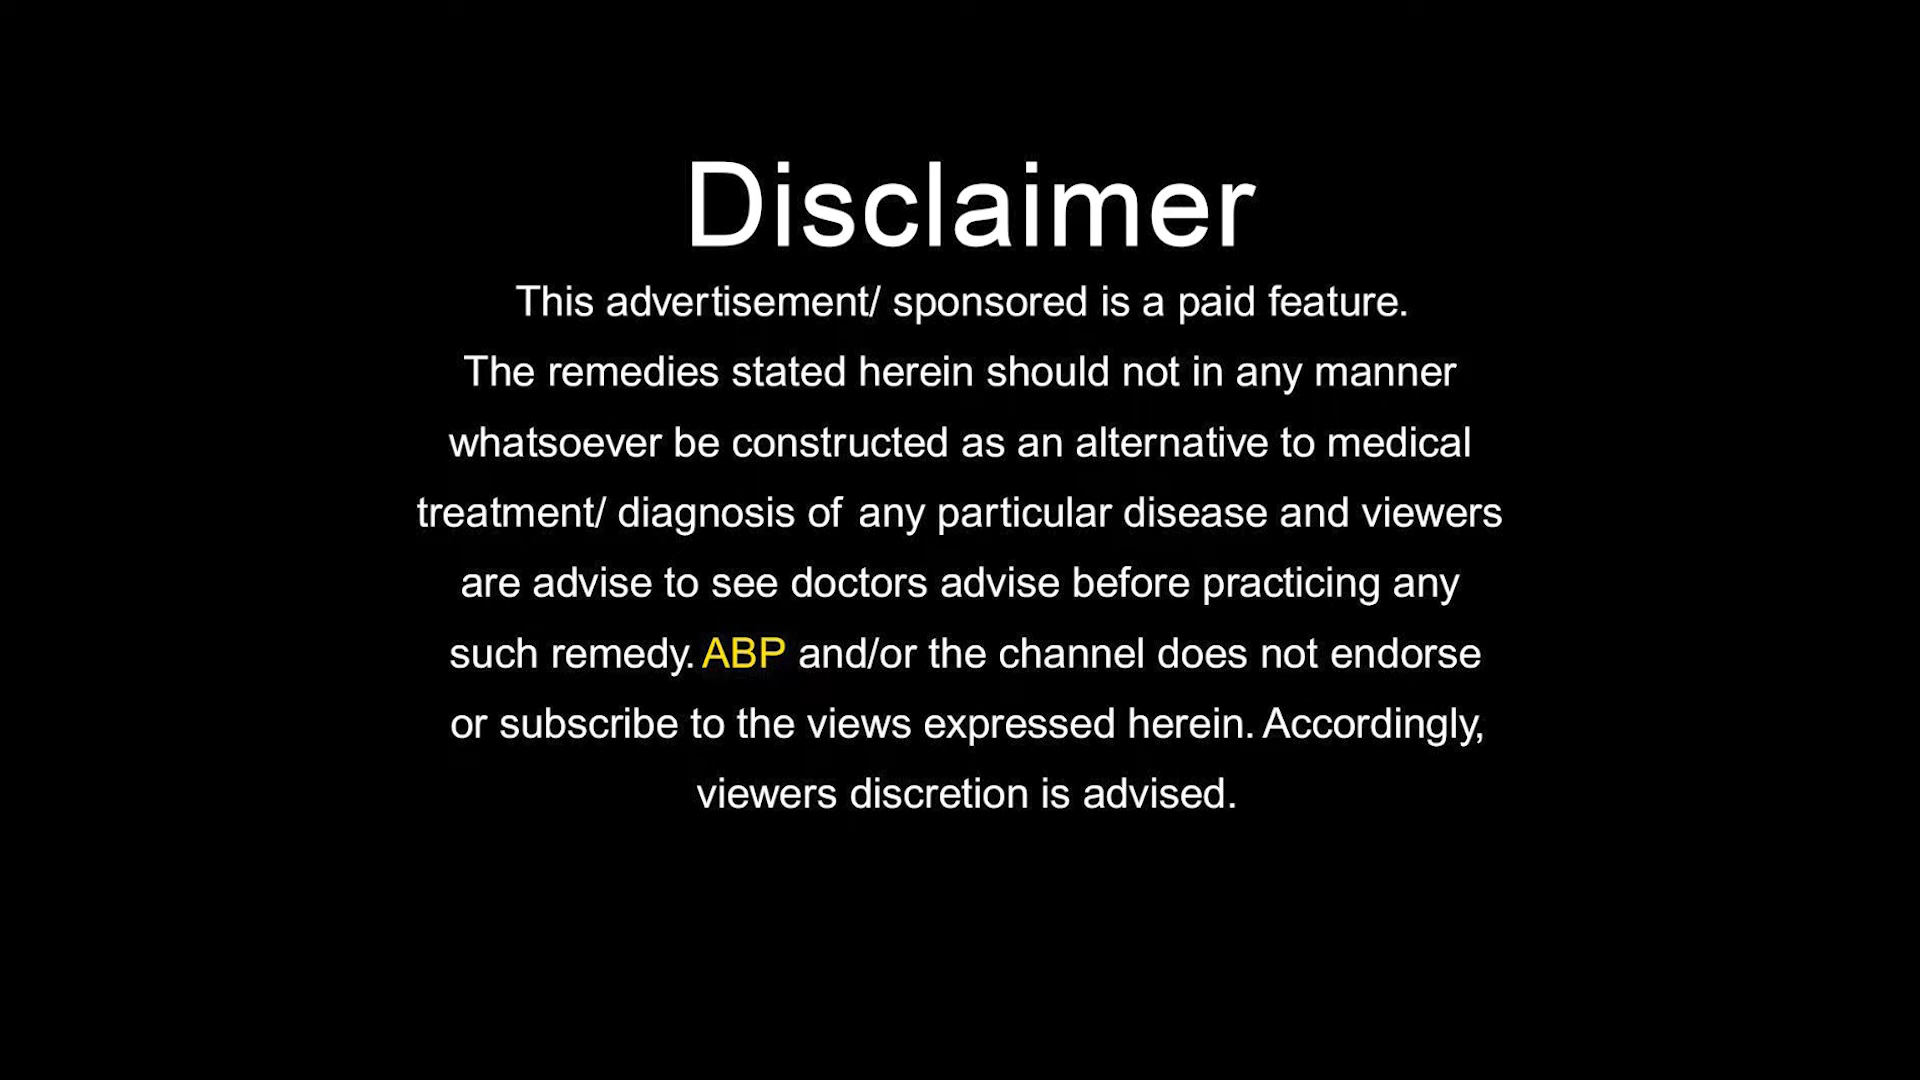 Disclaimer
This advertisement/ sponsored is a paid feature.
The remedies stated herein should not in any manner
whatsoever be constructed as an alternative to medical
treatment/ diagnosis of any particular disease and viewers
are advise to see doctors advise before practicing any
such remedy. ABP and/or the channel does not endorse
or subscribe to the views expressed herein. Accordingly,
viewers discretion is advised.